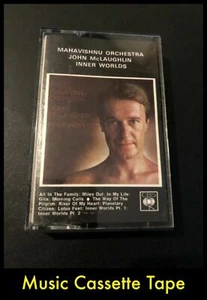 MAHAVISHNU ORCHESTRA
JOHN McLAUGHLIN
INNER WORLDS
All In The Family: Miles Out: In My Life:
Gita: Morning Calls ● The Way Of The
Pilgrim: River Of My Heart: Planetary
Citizen: Lotus Feet: Inner Worlds Pt. 1:
Inner Worlds Pt. 2
CBS
Music Cassette Tape